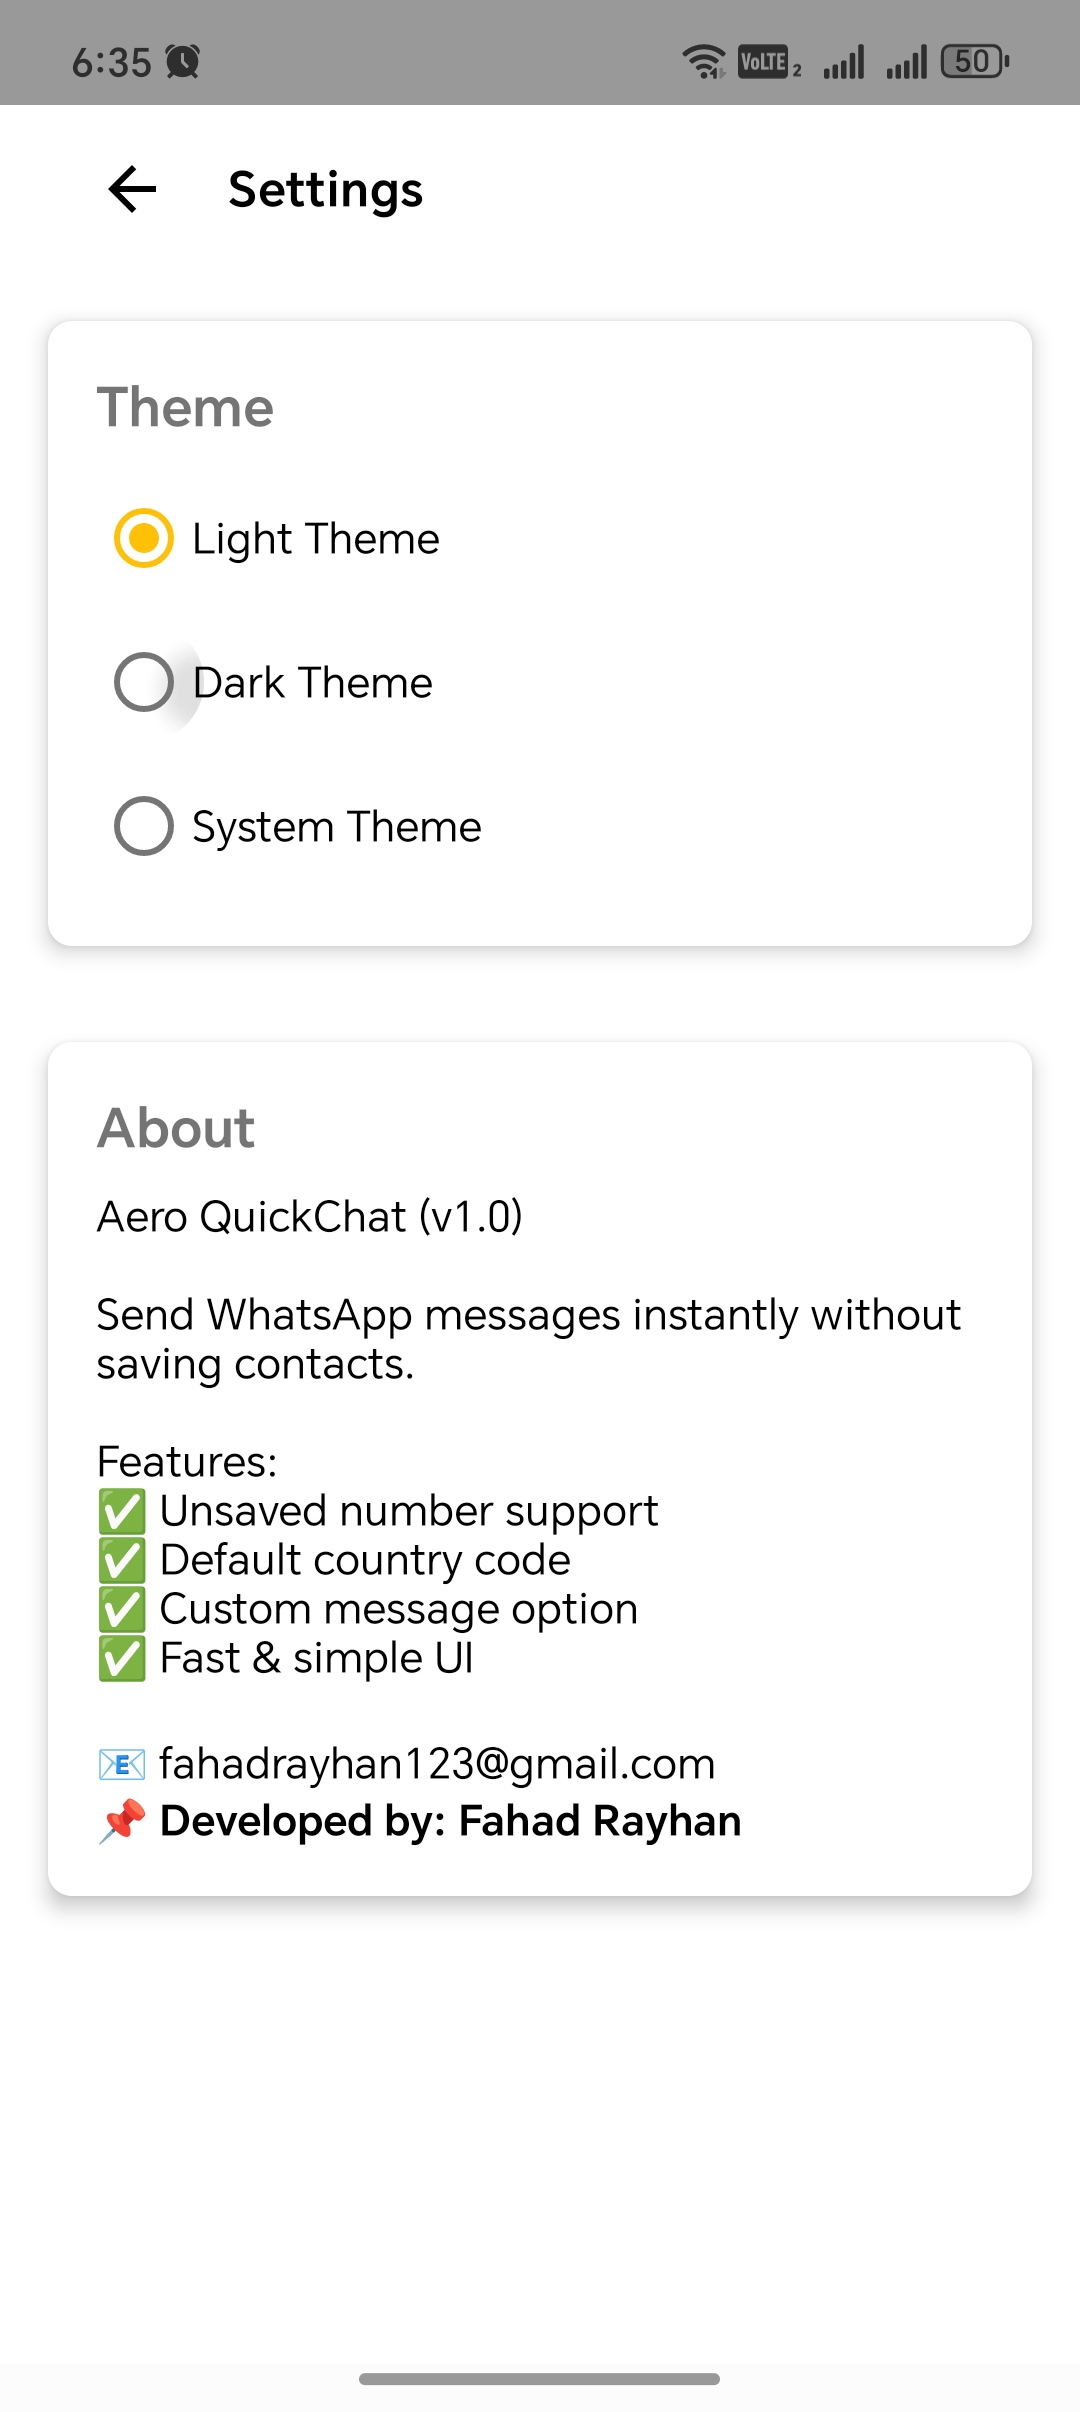 6:35
VoLTE 2
50
Settings
Theme
Light Theme
Dark Theme
System Theme
About
Aero QuickChat (v1.0)
Send WhatsApp messages instantly without
saving contacts.
Features:
✅ Unsaved number support
✅ Default country code
✅ Custom message option
✅ Fast & simple UI
📧 fahadrayhan123@gmail.com
📌 Developed by: Fahad Rayhan